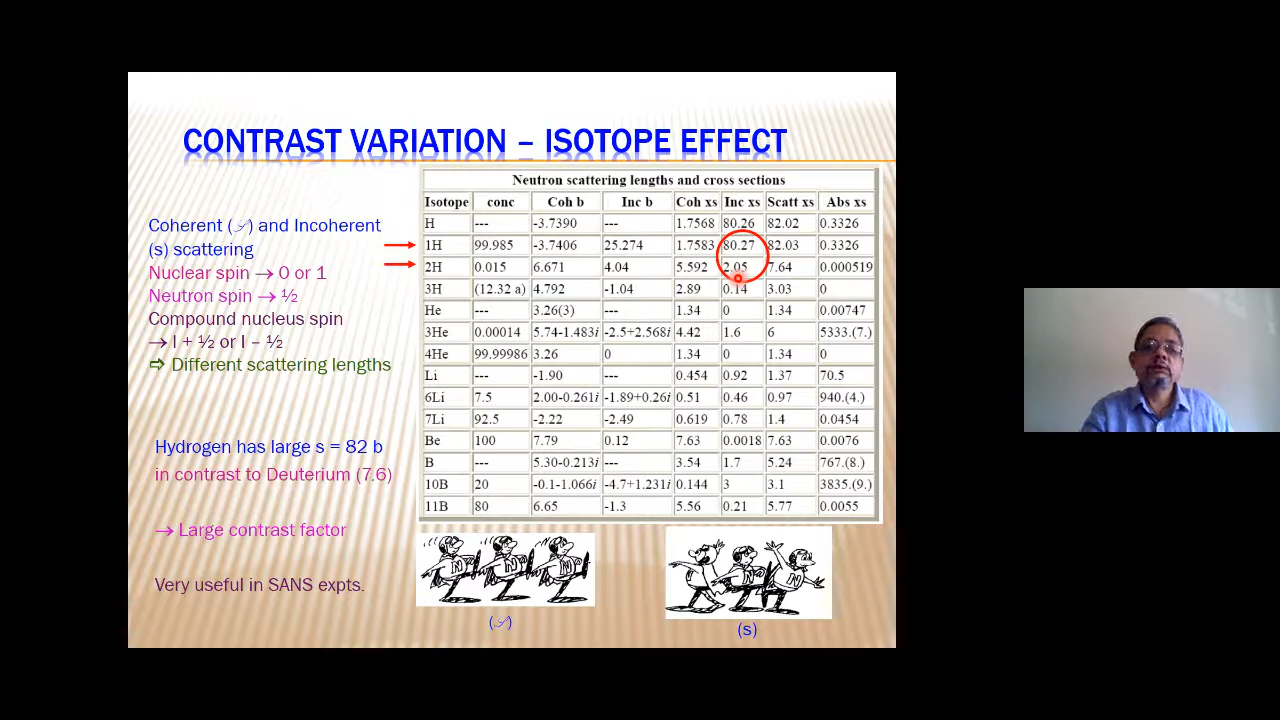 CONTRAST VARIATION – ISOTOPE EFFECT
Coherent (ℐ) and Incoherent
(s) scattering
Nuclear spin → 0 or 1
Neutron spin → ½
Compound nucleus spin
→ I + ½ or I – ½
⇨ Different scattering lengths
Hydrogen has large s = 82 b
in contrast to Deuterium (7.6)
→ Large contrast factor
Very useful in SANS expts.
Neutron scattering lengths and cross sections
Isotope conc Coh b Inc b Coh xs Inc xs Scatt xs Abs xs
H --- -3.7390 --- 1.7568 80.26 82.02 0.3326
1H 99.985 -3.7406 25.274 1.7583 80.27 82.03 0.3326
2H 0.015 6.671 4.04 5.592 2.05 7.64 0.000519
3H (12.32 a) 4.792 -1.04 2.89 0.14 3.03 0
He --- 3.26(3) --- 1.34 0 1.34 0.00747
3He 0.00014 5.74-1.483i -2.5+2.568i 4.42 1.6 6 5333.(7.)
4He 99.99986 3.26 0 1.34 0 1.34 0
Li --- -1.90 --- 0.454 0.92 1.37 70.5
6Li 7.5 2.00-0.261i -1.89+0.26i 0.51 0.46 0.97 940.(4.)
7Li 92.5 -2.22 -2.49 0.619 0.78 1.4 0.0454
Be 100 7.79 0.12 7.63 0.0018 7.63 0.0076
B --- 5.30-0.213i --- 3.54 1.7 5.24 767.(8.)
10B 20 -0.1-1.066i -4.7+1.231i 0.144 3 3.1 3835.(9.)
11B 80 6.65 -1.3 5.56 0.21 5.77 0.0055
N N N
N N
(ℐ)
(s)